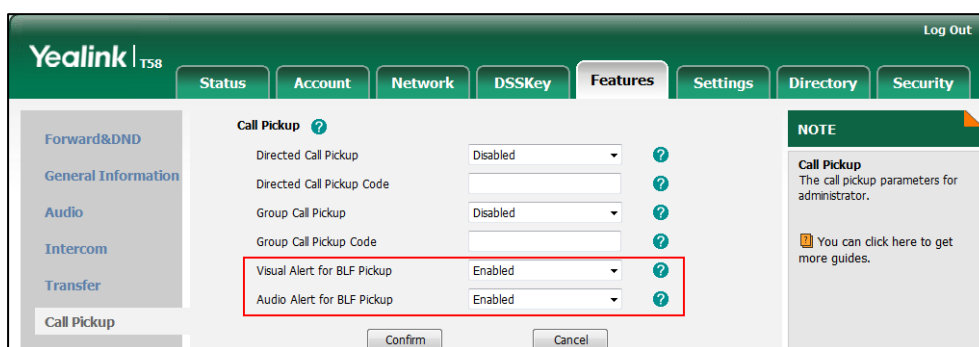 Log Out
Yealink T58
Status Account Network DSSKey Features Settings Directory Security
Forward&DND
General Information
Audio
Intercom
Transfer
Call Pickup
Call Pickup ?
Directed Call Pickup Disabled ?
Directed Call Pickup Code ?
Group Call Pickup Disabled ?
Group Call Pickup Code ?
Visual Alert for BLF Pickup Enabled ?
Audio Alert for BLF Pickup Enabled ?
Confirm Cancel
NOTE
Call Pickup
The call pickup parameters for
administrator.
? You can click here to get
more guides.